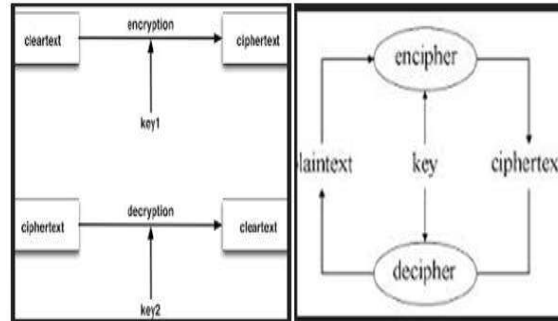 encryption
cleartext
ciphertext
key1
decryption
ciphertext
cleartext
key2
encipher
laintext
key
ciphertex
decipher